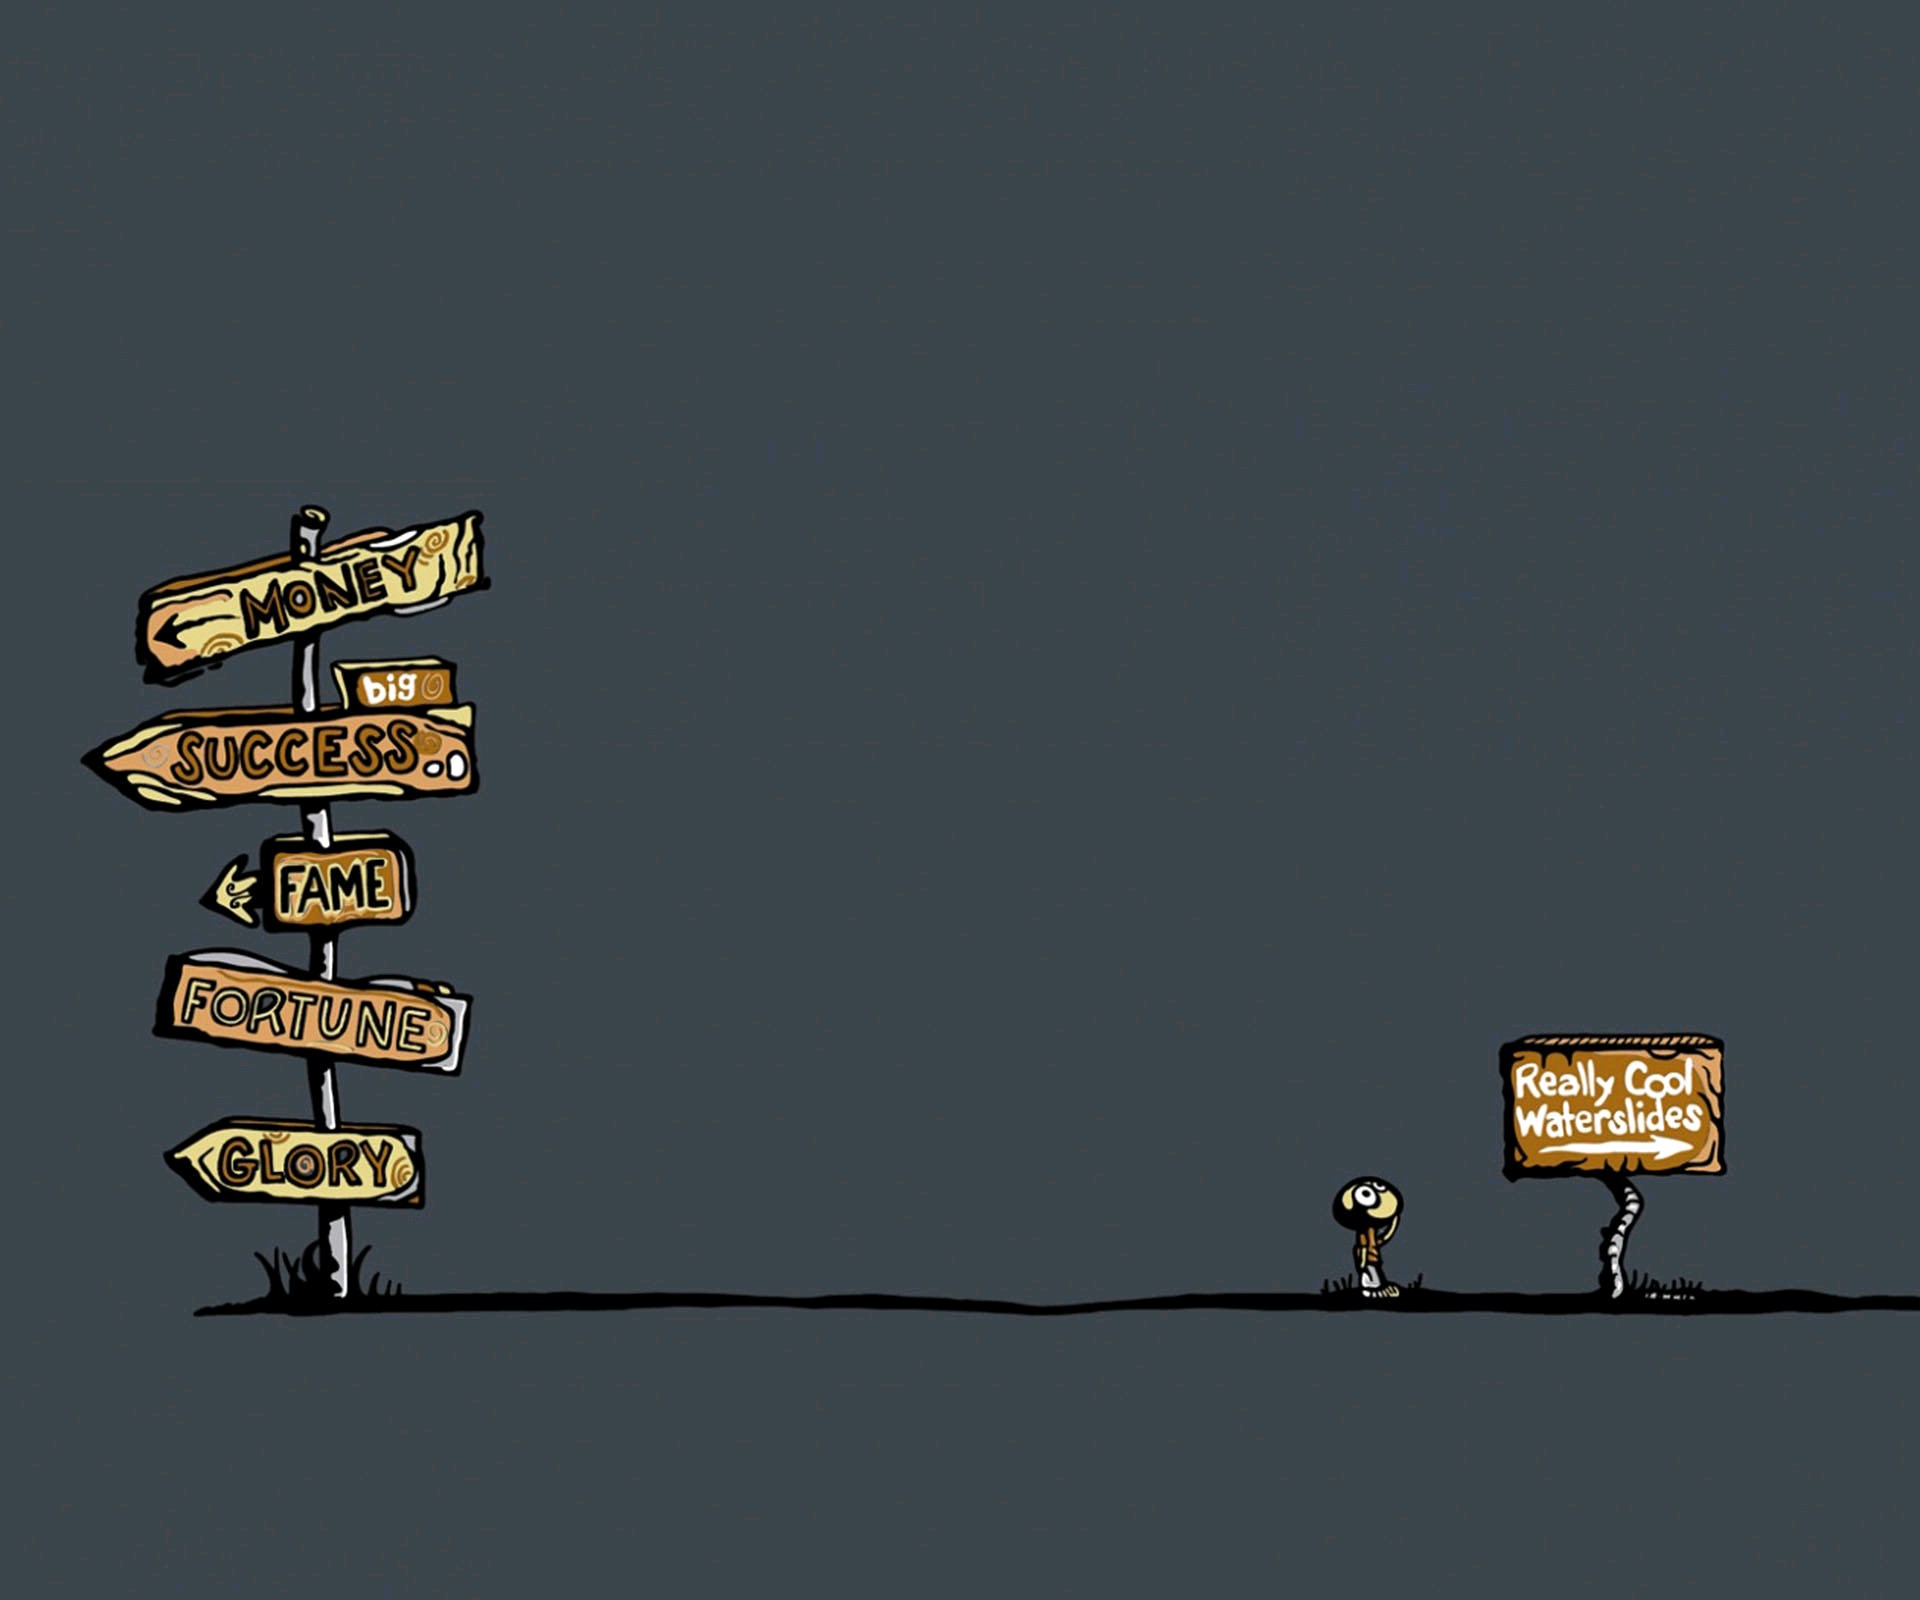 MONEY
big
SUCCESS
FAME
FORTUNE
GLORY
Really Cool
Waterslides